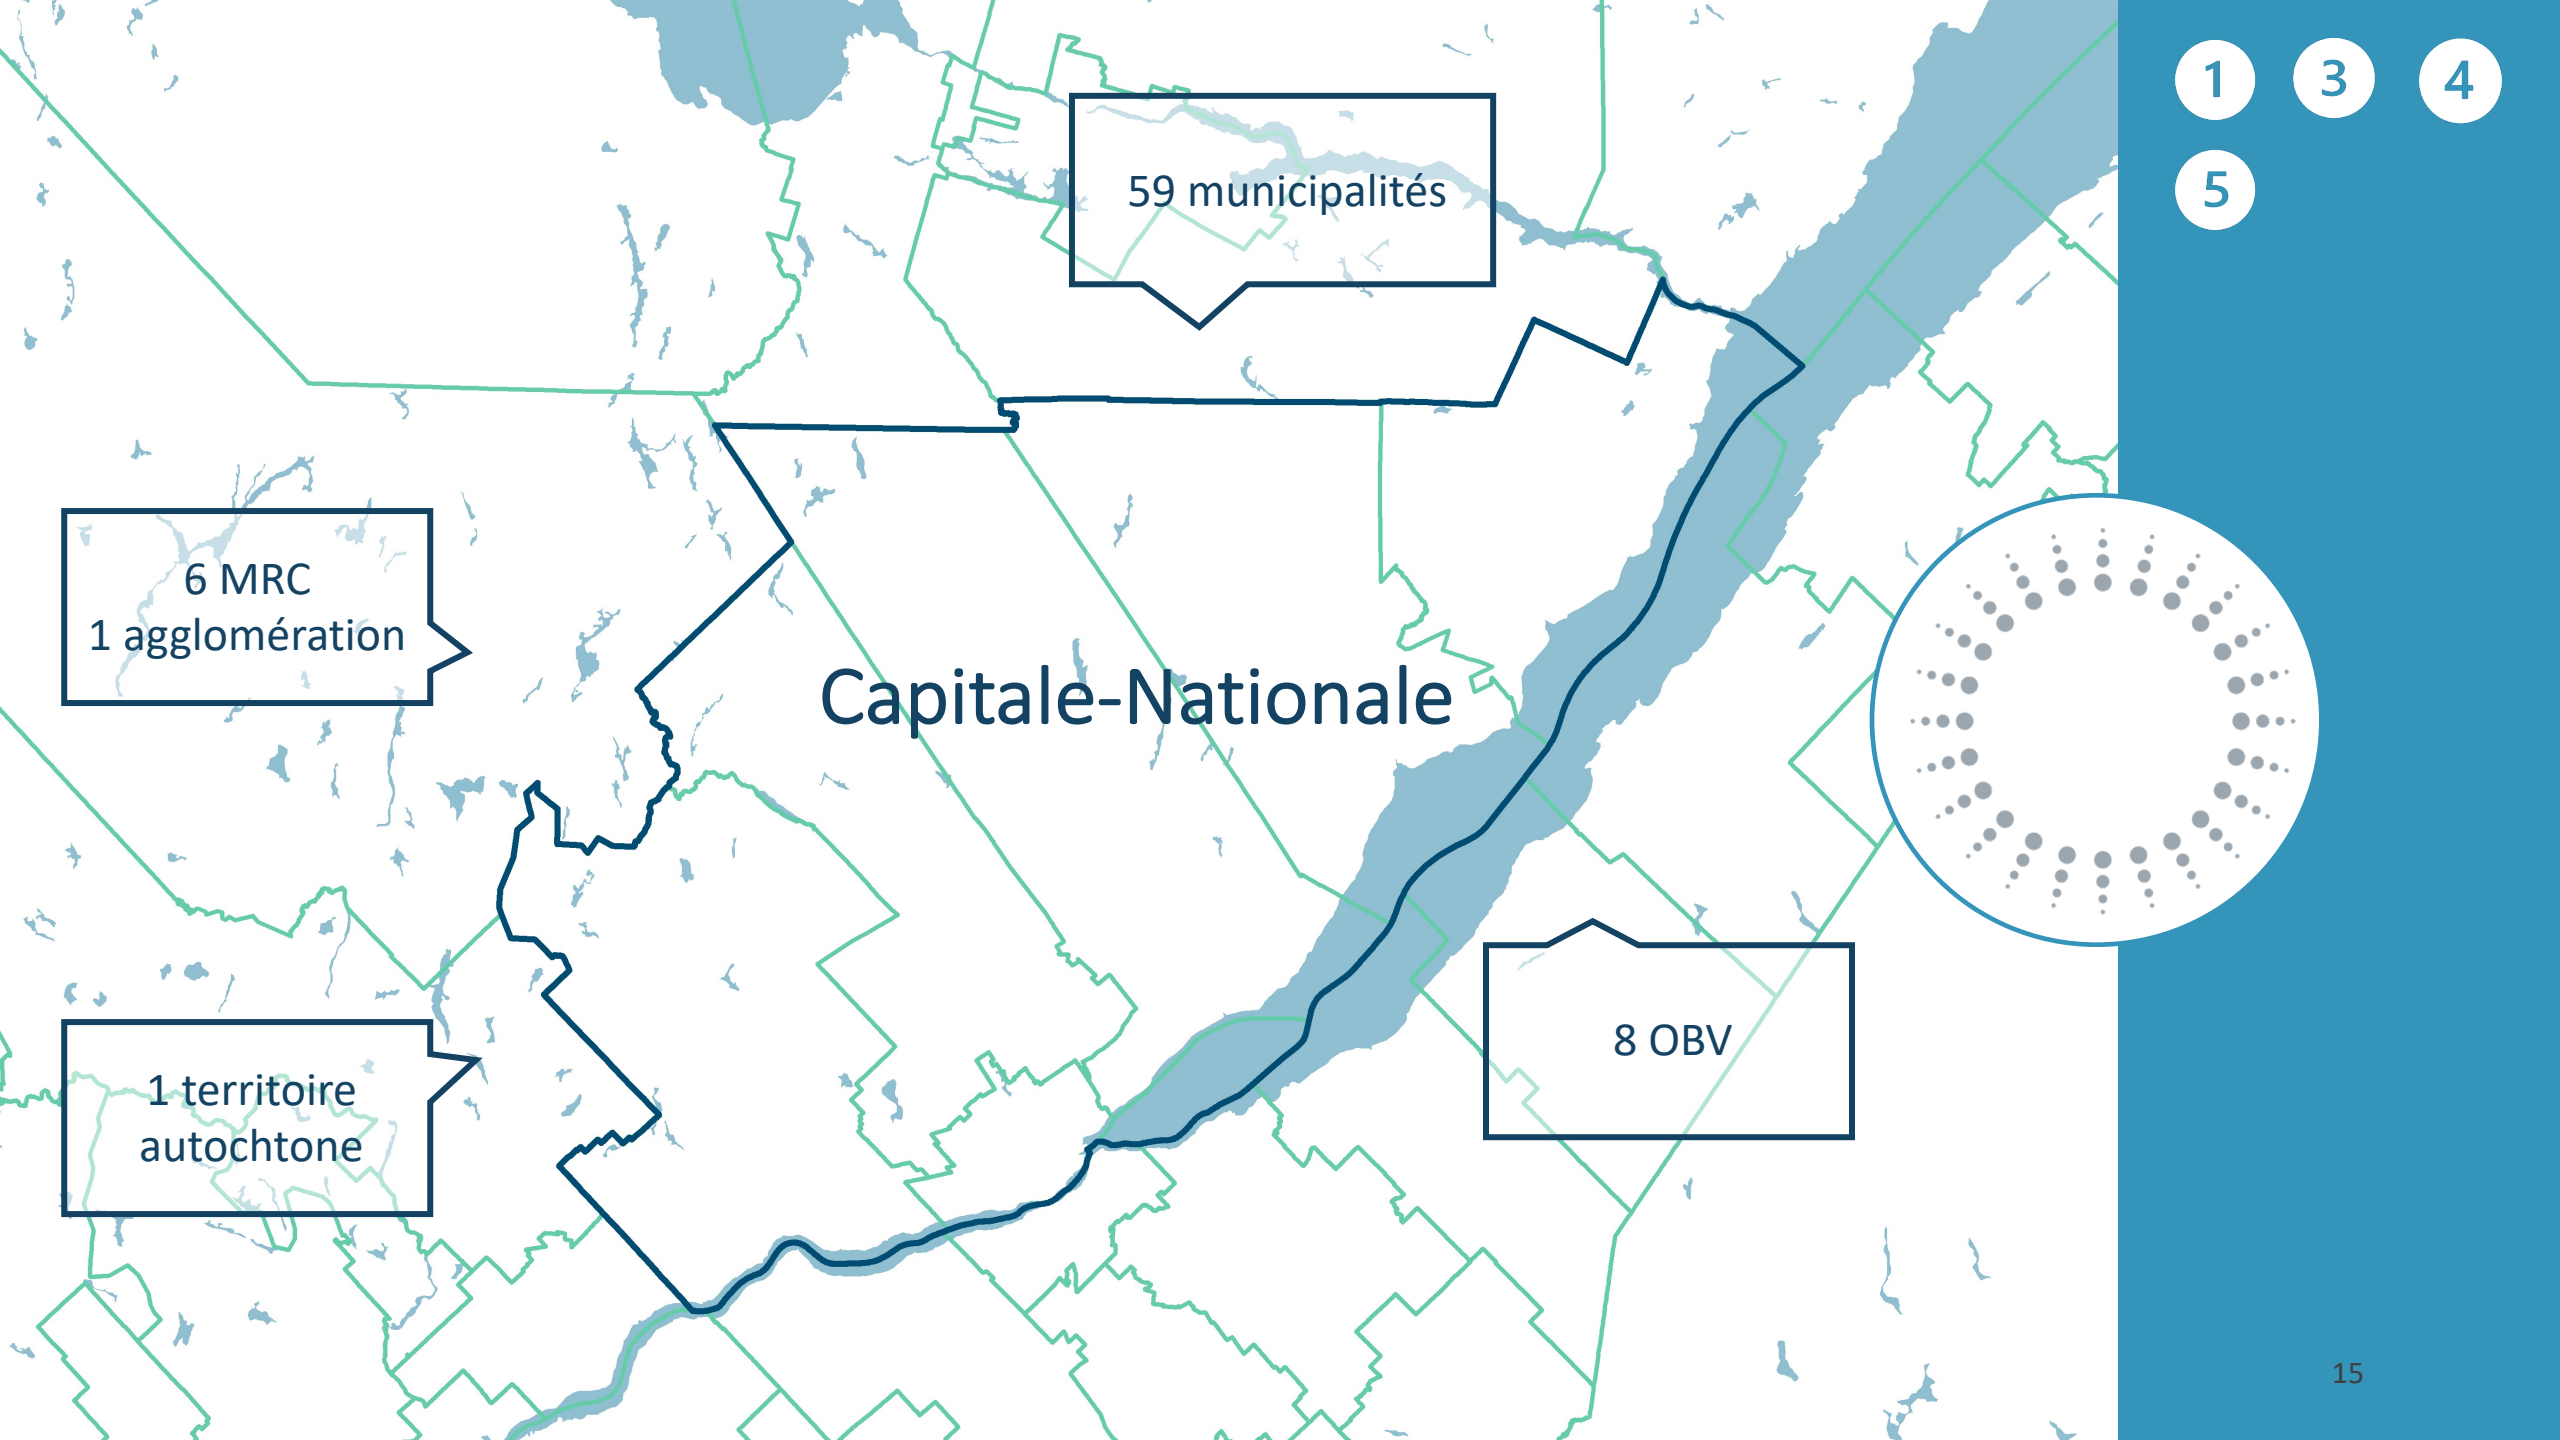 1 3 4
5
59 municipalités
6 MRC
1 agglomération
Capitale-Nationale
8 OBV
1 territoire
autochtone
15